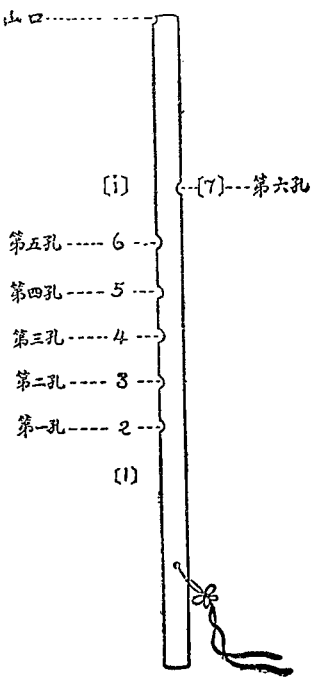 山口
[i] [7] 第六孔
第五孔 6
第四孔 5
第三孔 4
第二孔 3
第一孔 2
[1]